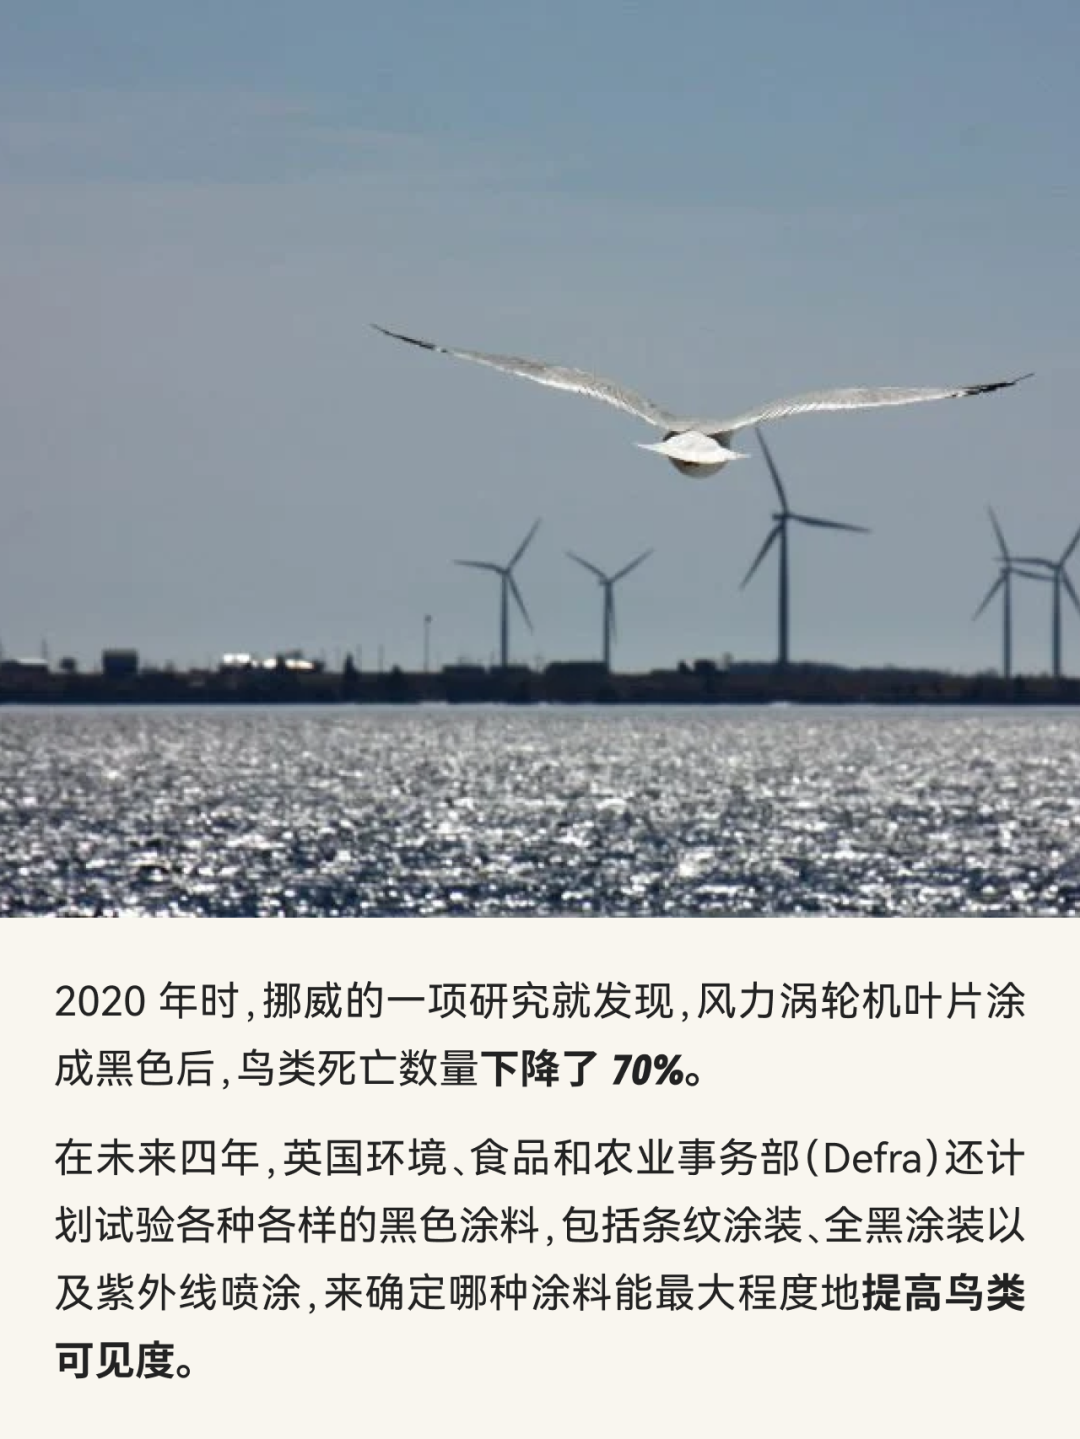 2020 年时,挪威的一项研究就发现,风力涡轮机叶片涂
成黑色后,鸟类死亡数量下降了 70%。
在未来四年,英国环境、食品和农业事务部(Defra)还计
划试验各种各样的黑色涂料,包括条纹涂装、全黑涂装以
及紫外线喷涂,来确定哪种涂料能最大程度地提高鸟类
可见度。